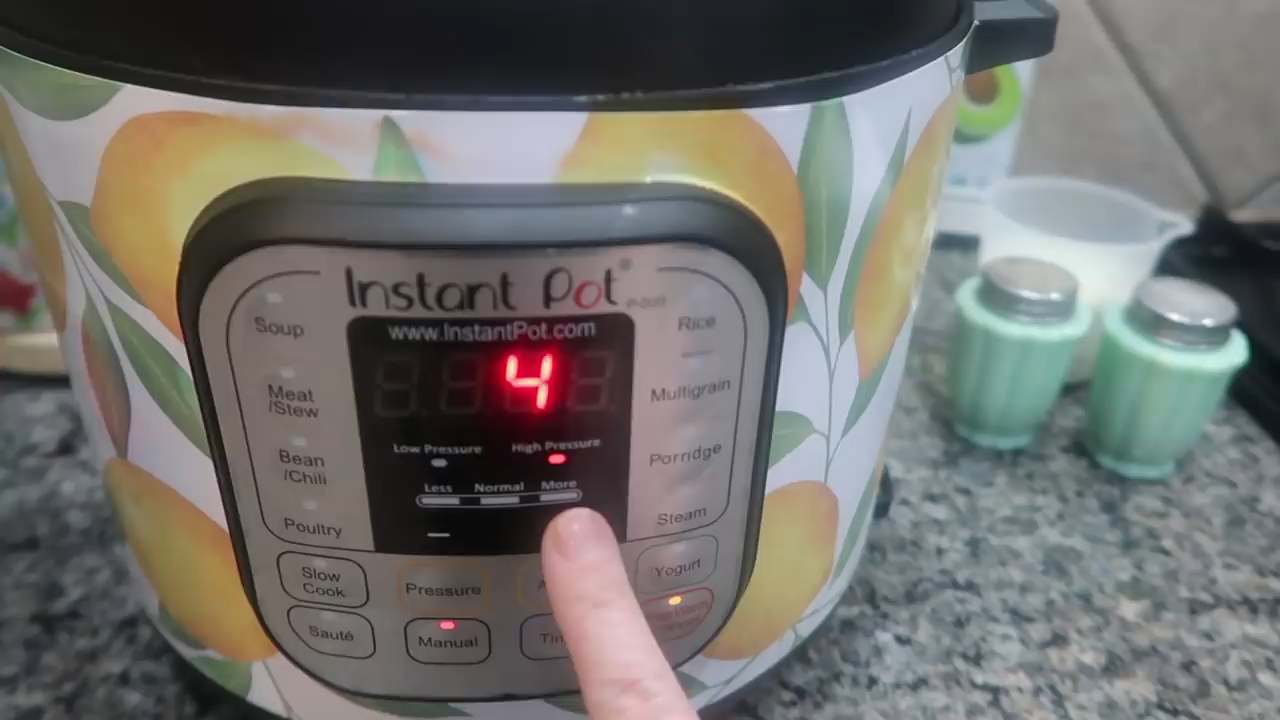 Instant Pot®
www.InstantPot.com
4
Low Pressure High Pressure
Less Normal More
Soup
Meat
/Stew
Bean
/Chili
Poultry
Rice
Multigrain
Porridge
Steam
Slow
Cook
Pressure
Yogurt
Sauté
Manual